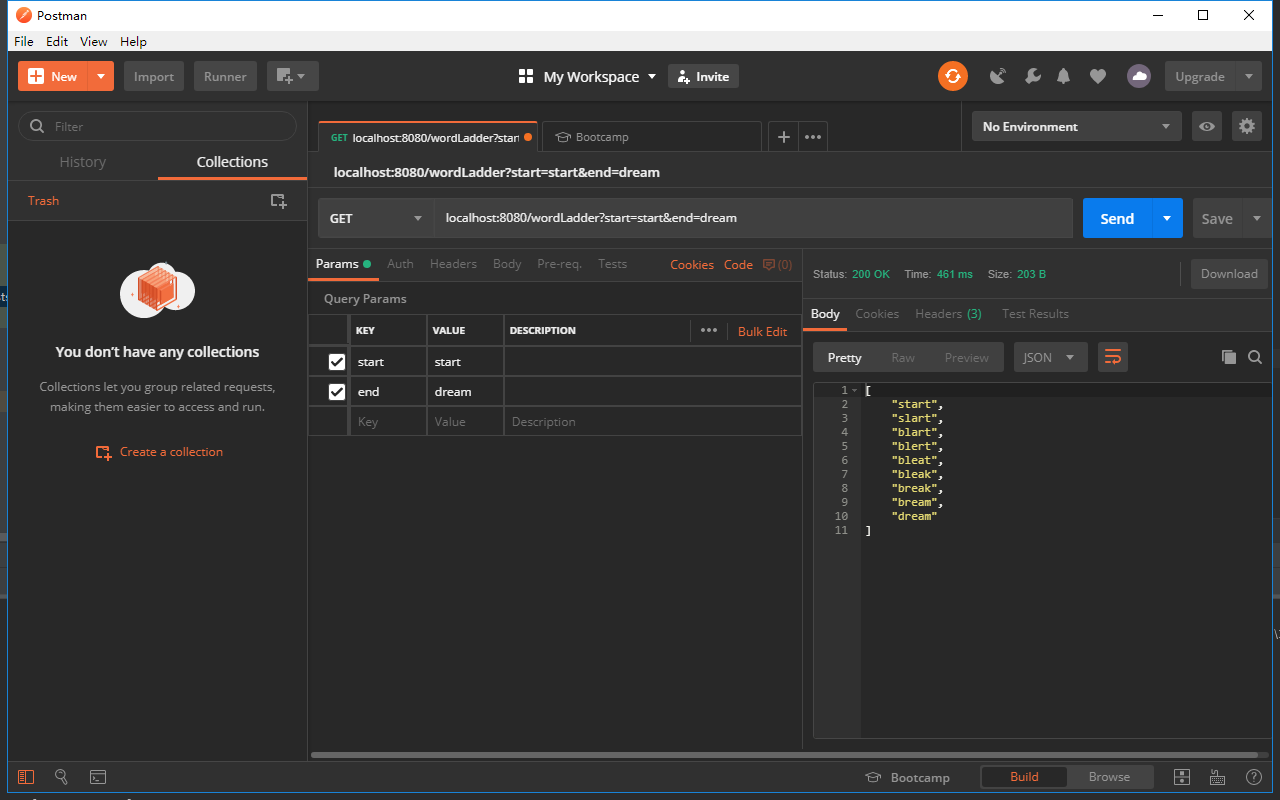 Postman
File Edit View Help
New Import Runner My Workspace Invite Upgrade
Filter
History Collections
Trash
You don’t have any collections
Collections let you group related requests,
making them easier to access and run.
Create a collection
GET localhost:8080/wordLadder?star Bootcamp
No Environment
localhost:8080/wordLadder?start=start&end=dream
GET localhost:8080/wordLadder?start=start&end=dream Send Save
Params Auth Headers Body Pre-req. Tests Cookies Code (0)
Query Params
KEY VALUE DESCRIPTION Bulk Edit
start start
end dream
Key Value Description
Status: 200 OK Time: 461 ms Size: 203 B Download
Body Cookies Headers (3) Test Results
Pretty Raw Preview JSON
1 [
2 "start",
3 "slart",
4 "blart",
5 "blert",
6 "bleat",
7 "bleak",
8 "break",
9 "bream",
10 "dream"
11 ]
Bootcamp Build Browse